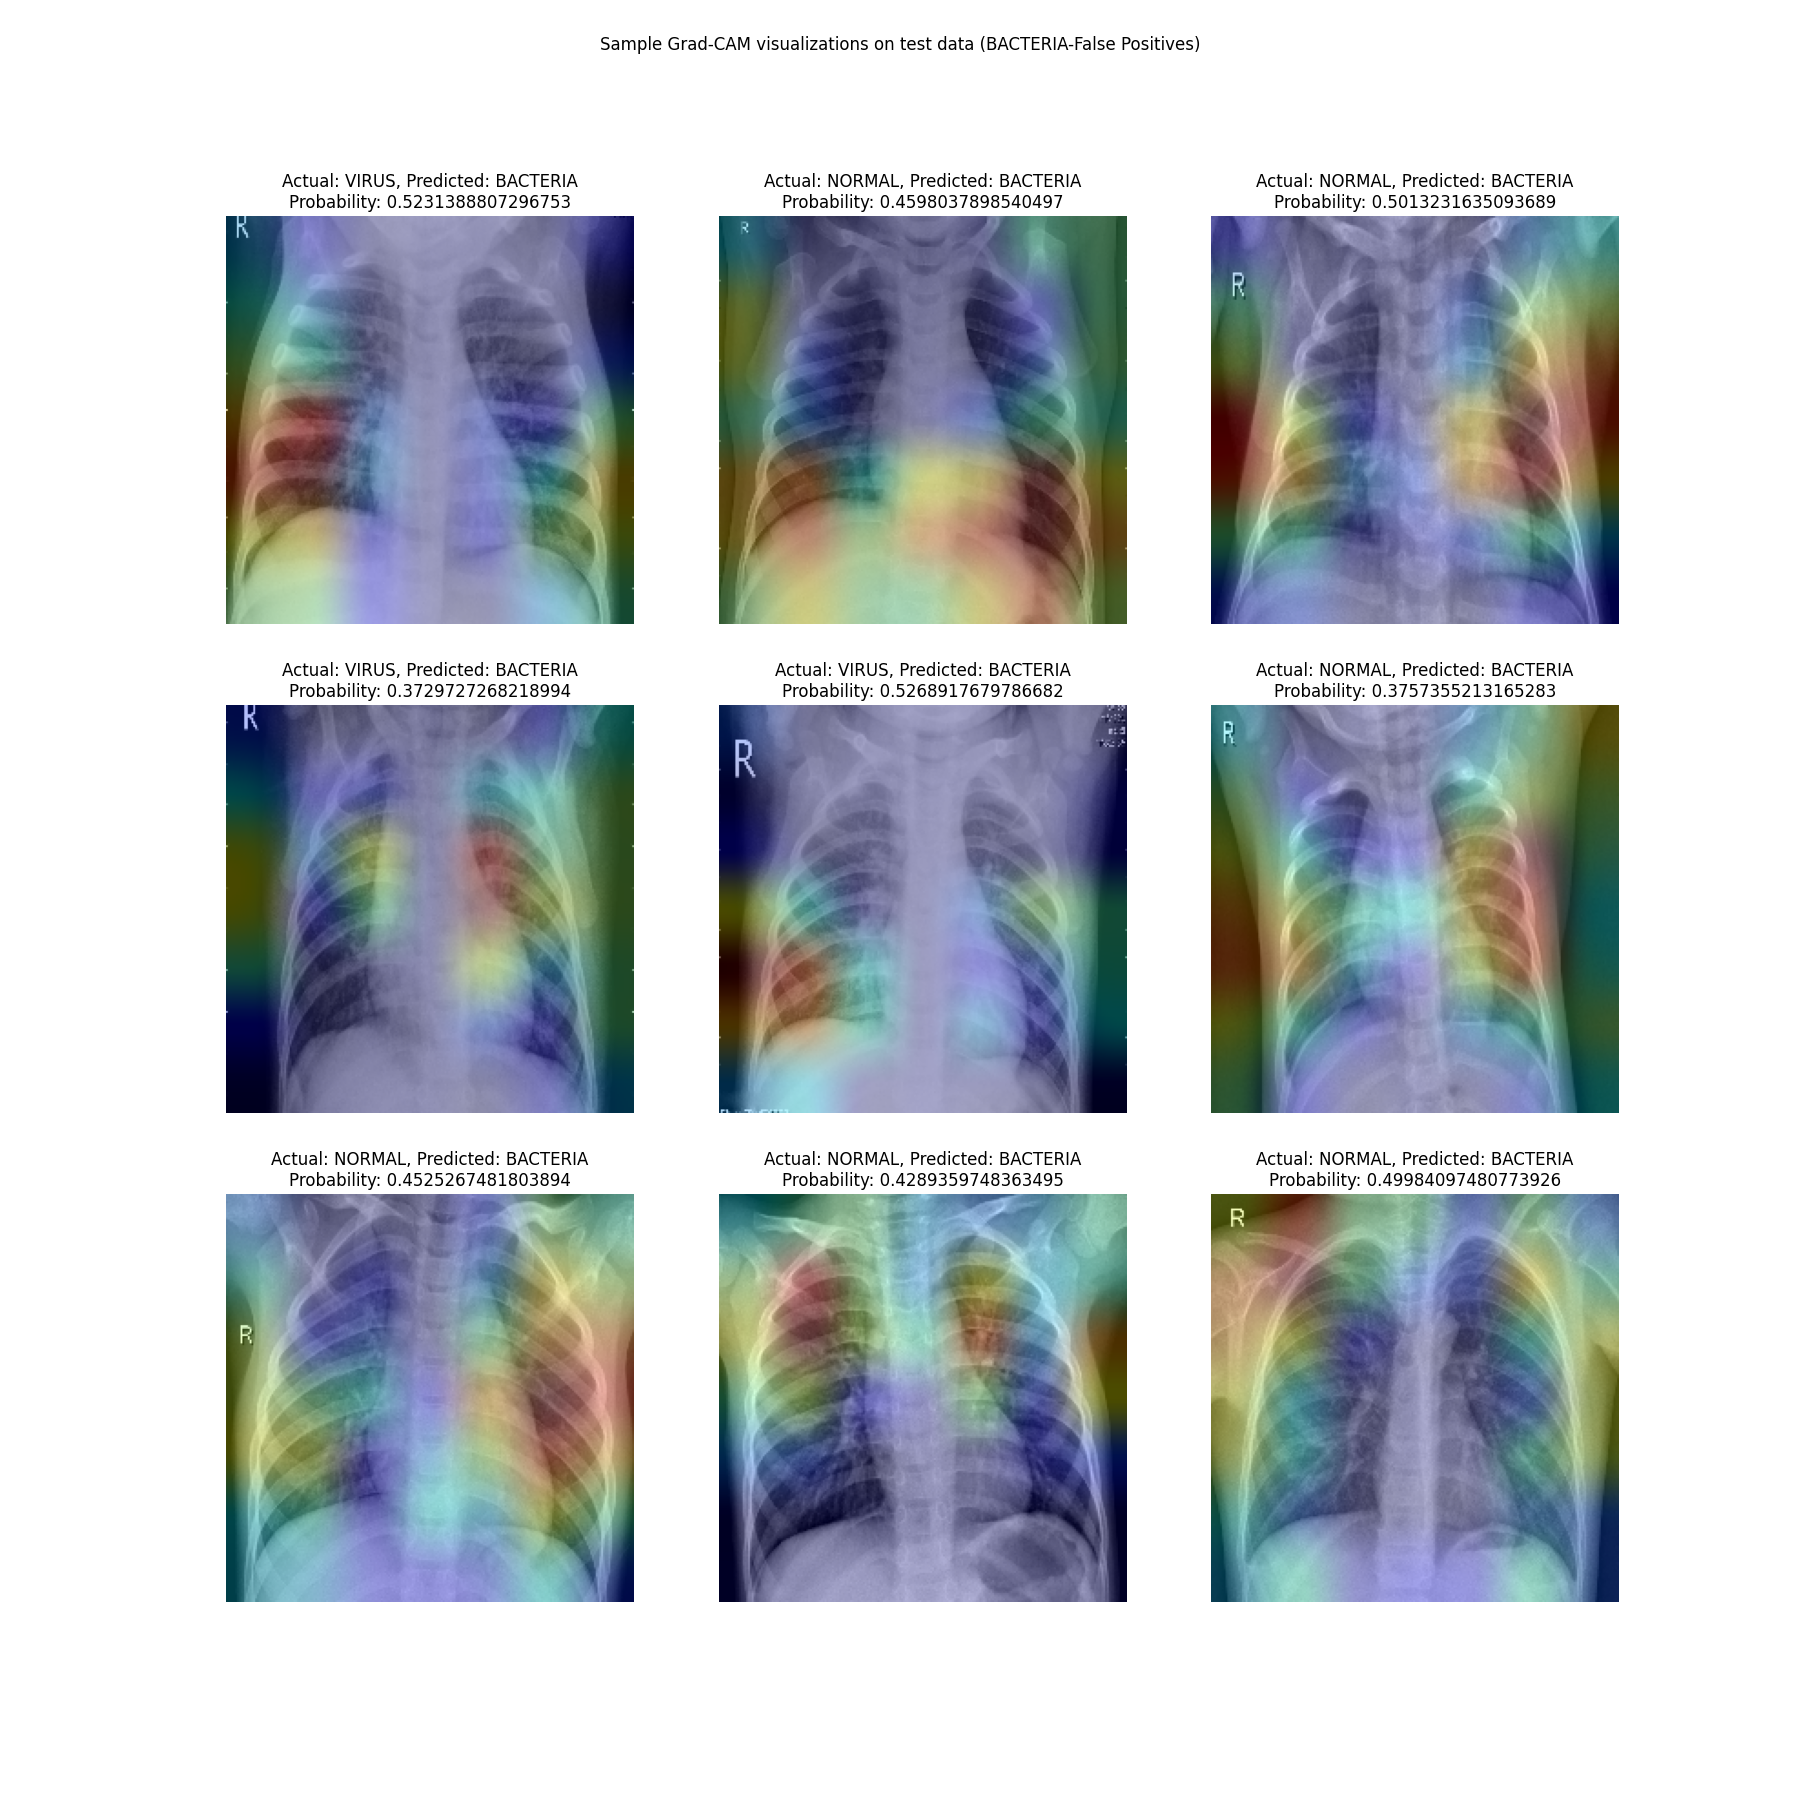 Sample Grad-CAM visualizations on test data (BACTERIA-False Positives)
Actual: VIRUS, Predicted: BACTERIA
Probability: 0.5231388807296753
R
Actual: NORMAL, Predicted: BACTERIA
Probability: 0.4598037898540497
R
Actual: NORMAL, Predicted: BACTERIA
Probability: 0.5013231635093689
R
Actual: VIRUS, Predicted: BACTERIA
Probability: 0.3729727268218994
R
Actual: VIRUS, Predicted: BACTERIA
Probability: 0.5268917679786682
R
Actual: NORMAL, Predicted: BACTERIA
Probability: 0.3757355213165283
R
Actual: NORMAL, Predicted: BACTERIA
Probability: 0.4525267481803894
R
Actual: NORMAL, Predicted: BACTERIA
Probability: 0.4289359748363495
Actual: NORMAL, Predicted: BACTERIA
Probability: 0.49984097480773926
R